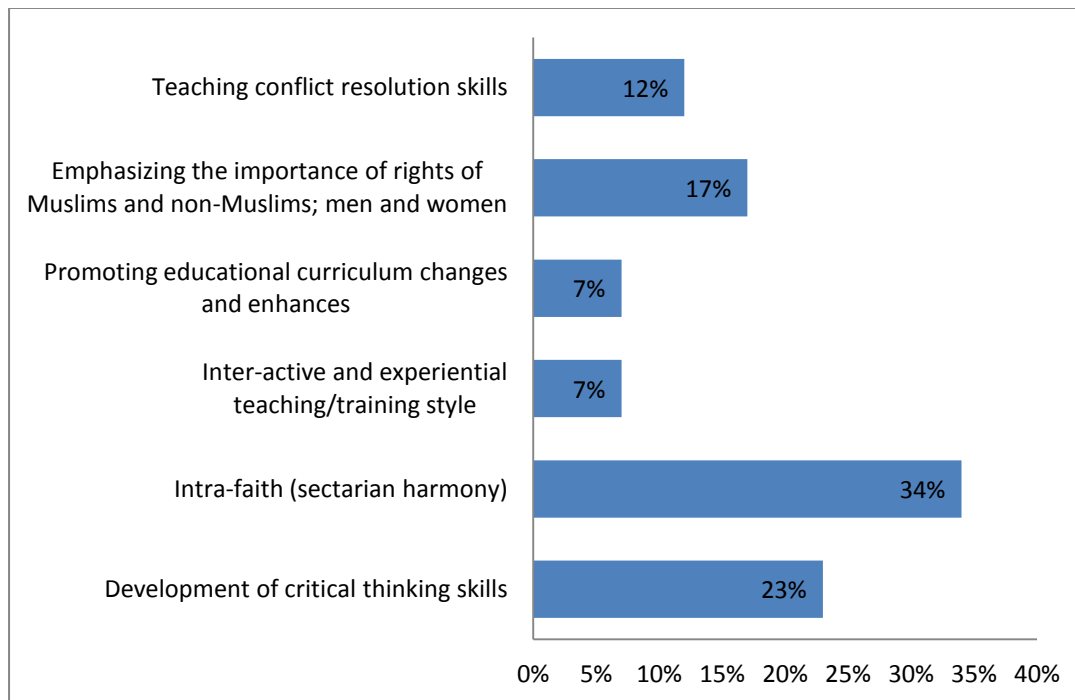 Teaching conflict resolution skills
12%
Emphasizing the importance of rights of
Muslims and non-Muslims; men and women
17%
Promoting educational curriculum changes
and enhances
7%
Inter-active and experiential
teaching/training style
7%
Intra-faith (sectarian harmony)
34%
Development of critical thinking skills
23%
0% 5% 10% 15% 20% 25% 30% 35% 40%